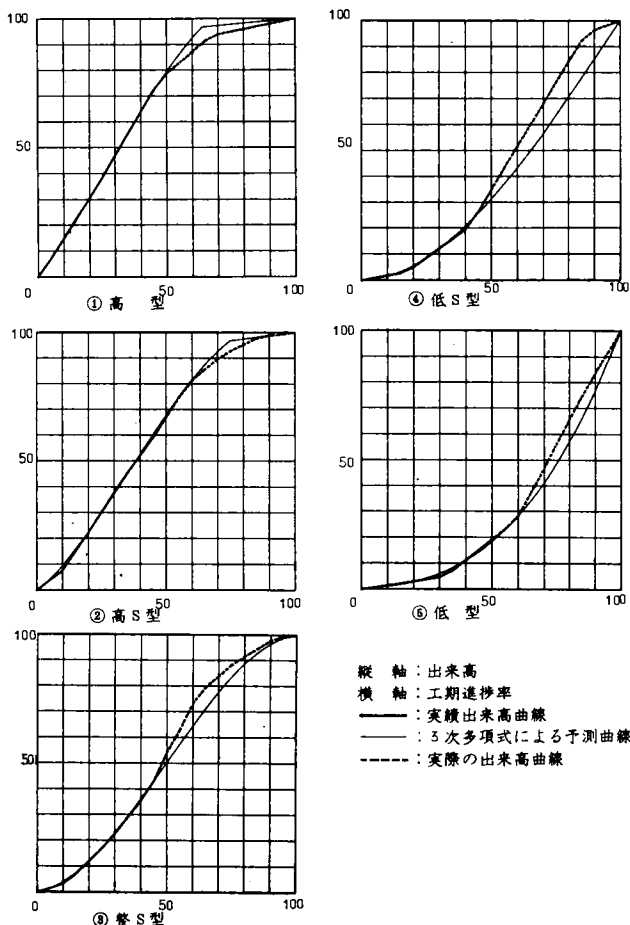 100
50
0
50
100
① 高 型
100
50
0
50
100
② 高 S 型
100
50
0
50
100
③ 整 S 型
100
50
0
50
100
④ 低 S 型
100
50
0
50
100
⑤ 低 型
縦 軸：出来高
横 軸：工期進捗率
：実績出来高曲線
：3次多項式による予測曲線
：実際の出来高曲線